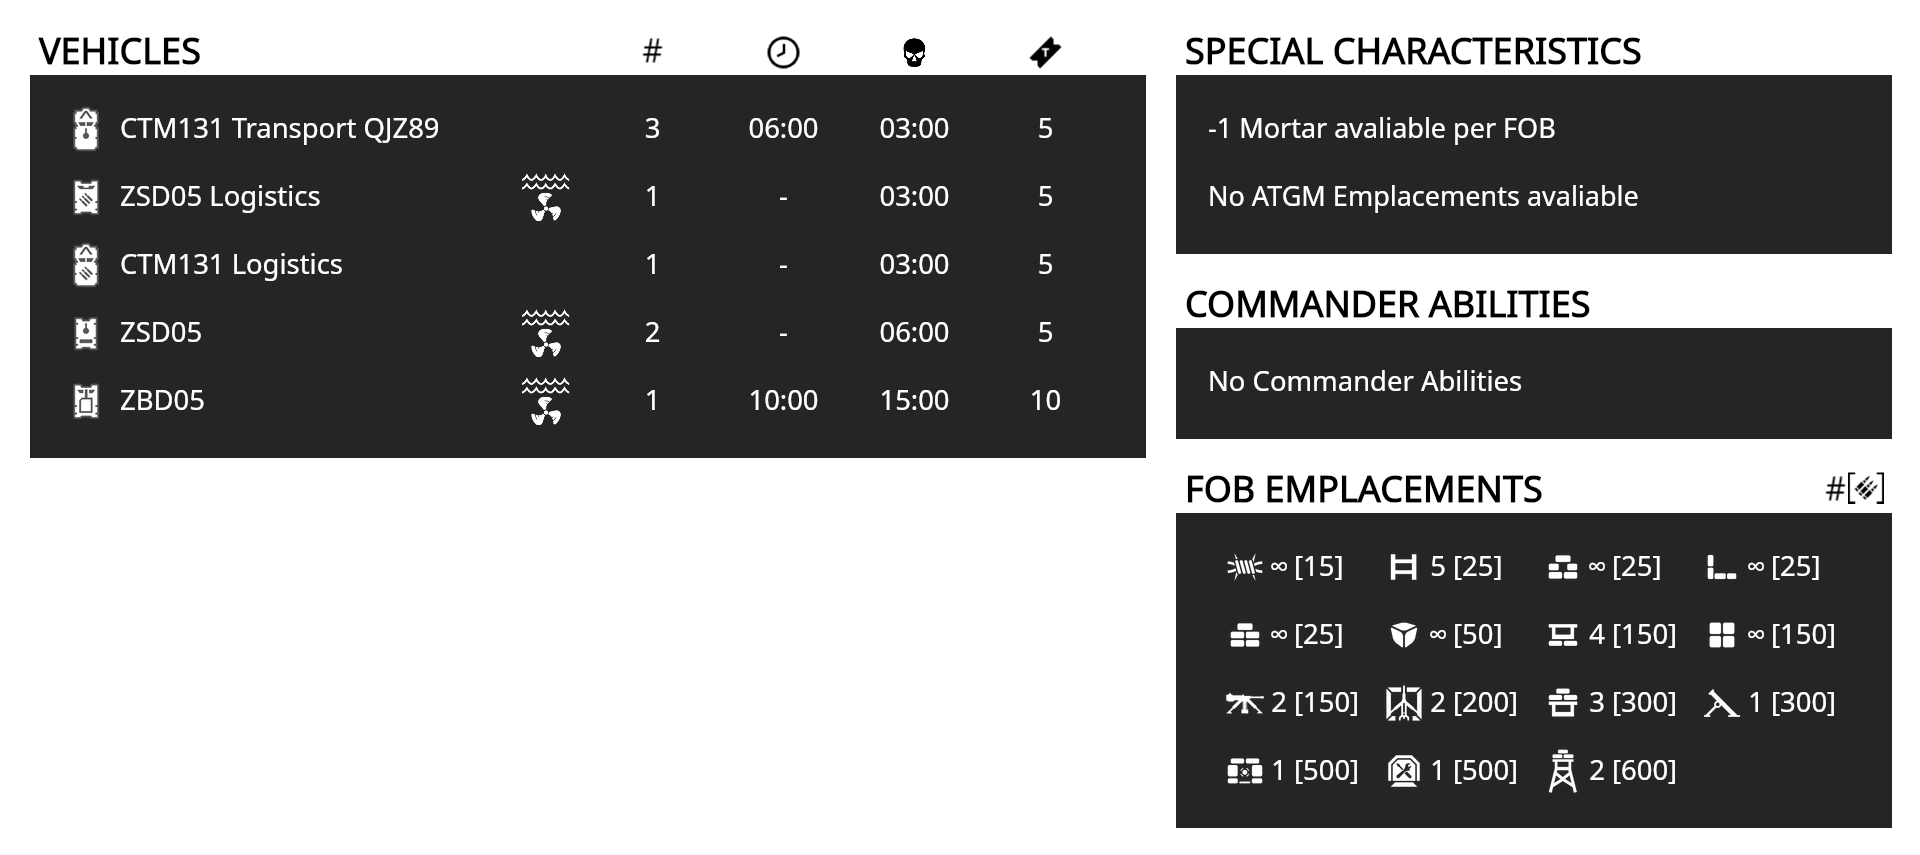 VEHICLES #
CTM131 Transport QJZ89 3 06:00 03:00 5
ZSD05 Logistics 1 - 03:00 5
CTM131 Logistics 1 - 03:00 5
ZSD05 2 - 06:00 5
ZBD05 1 10:00 15:00 10
SPECIAL CHARACTERISTICS
-1 Mortar avaliable per FOB
No ATGM Emplacements avaliable
COMMANDER ABILITIES
No Commander Abilities
FOB EMPLACEMENTS #[]
∞ [15] 5 [25] ∞ [25] ∞ [25]
∞ [25] ∞ [50] 4 [150] ∞ [150]
2 [150] 2 [200] 3 [300] 1 [300]
1 [500] 1 [500] 2 [600]